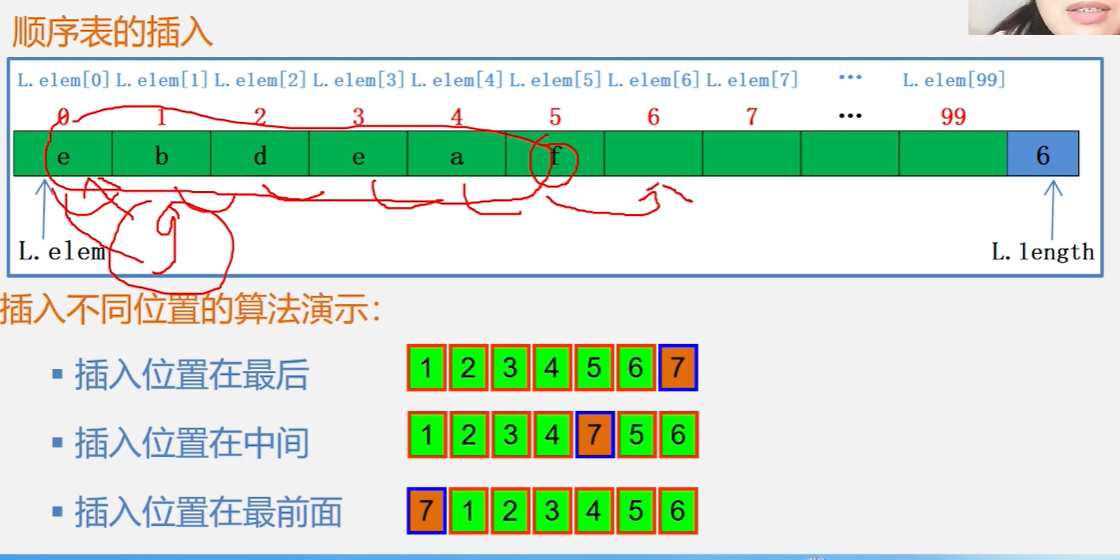 顺序表的插入
L.elem[0] L.elem[1] L.elem[2] L.elem[3] L.elem[4] L.elem[5] L.elem[6] L.elem[7] ... L.elem[99]
0 1 2 3 4 5 6 7 ... 99
e b d e a f 6
g
L.elem L.length
插入不同位置的算法演示:
▪ 插入位置在最后 1 2 3 4 5 6 7
▪ 插入位置在中间 1 2 3 4 7 5 6
▪ 插入位置在最前面 7 1 2 3 4 5 6